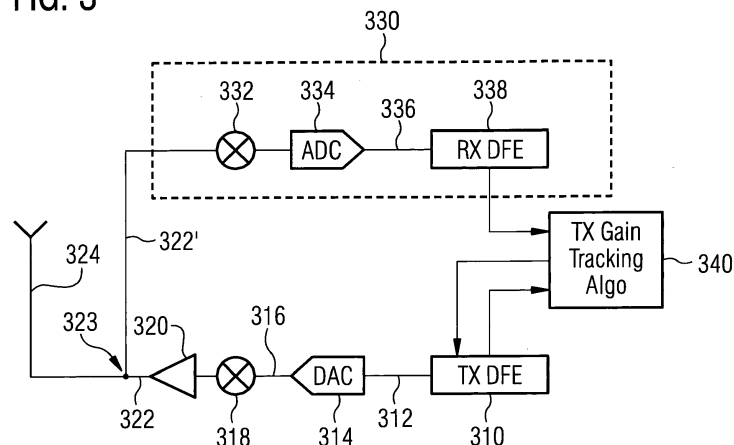 FIG. 3
330
332
334
336
338
ADC
RX DFE
322'
324
TX Gain
Tracking
Algo
340
323
320
316
DAC
TX DFE
322
318
314
312
310